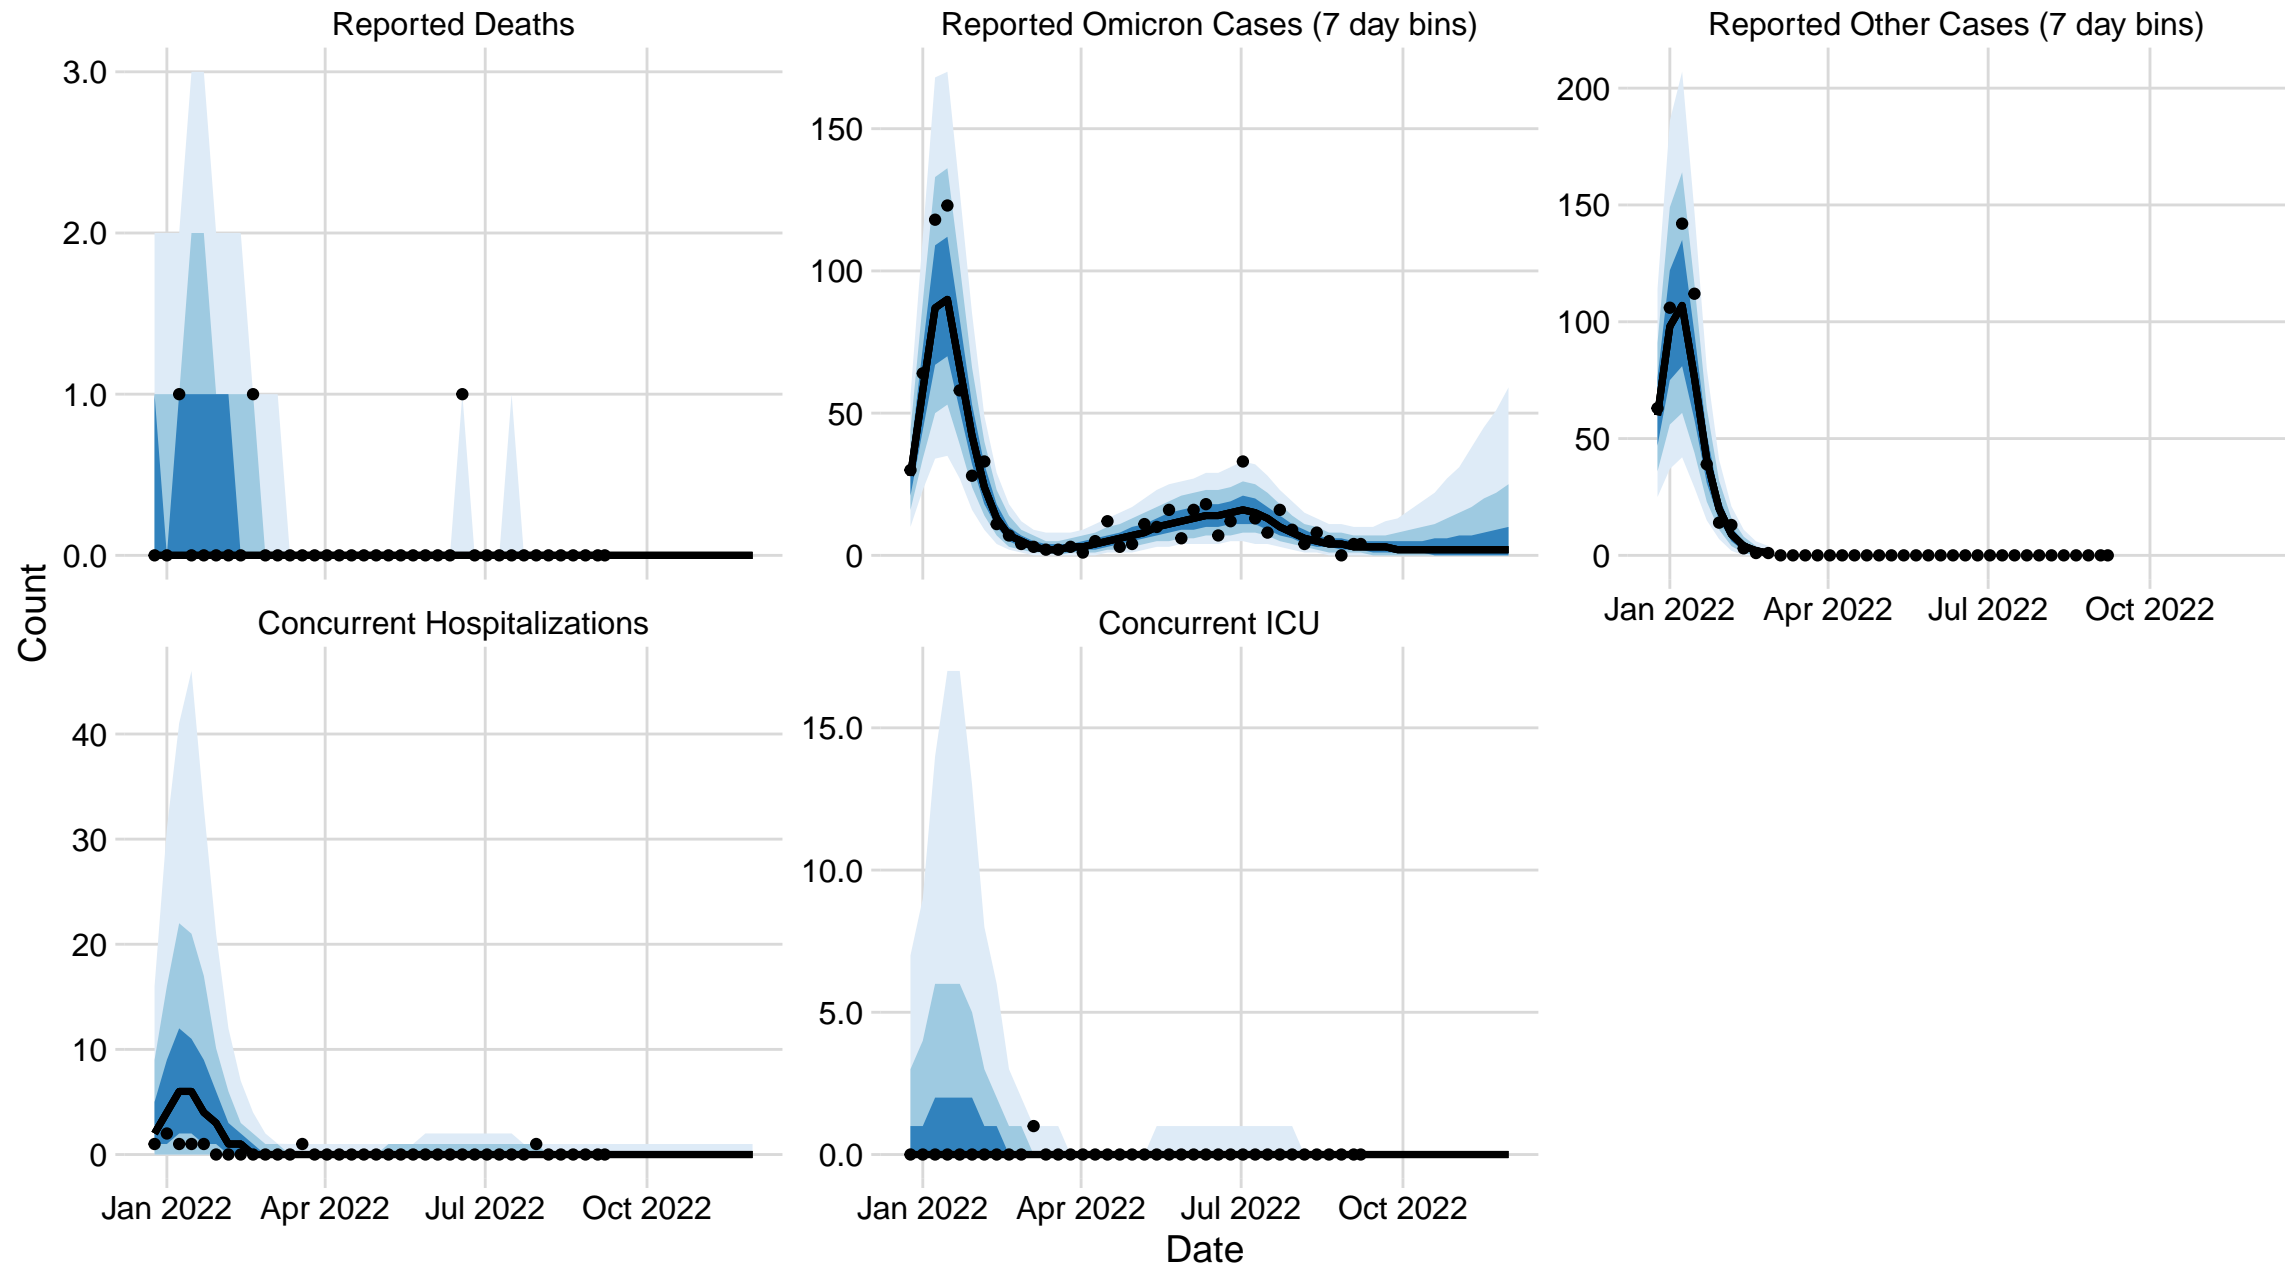 Reported Deaths
Reported Omicron Cases (7 day bins)
Reported Other Cases (7 day bins)
3.0
2.0
1.0
0.0
150
100
50
0
200
150
100
50
0
Jan 2022 Apr 2022 Jul 2022 Oct 2022
Count
Concurrent Hospitalizations
Concurrent ICU
40
30
20
10
0
15.0
10.0
5.0
0.0
Jan 2022 Apr 2022 Jul 2022 Oct 2022
Jan 2022 Apr 2022 Jul 2022 Oct 2022
Date